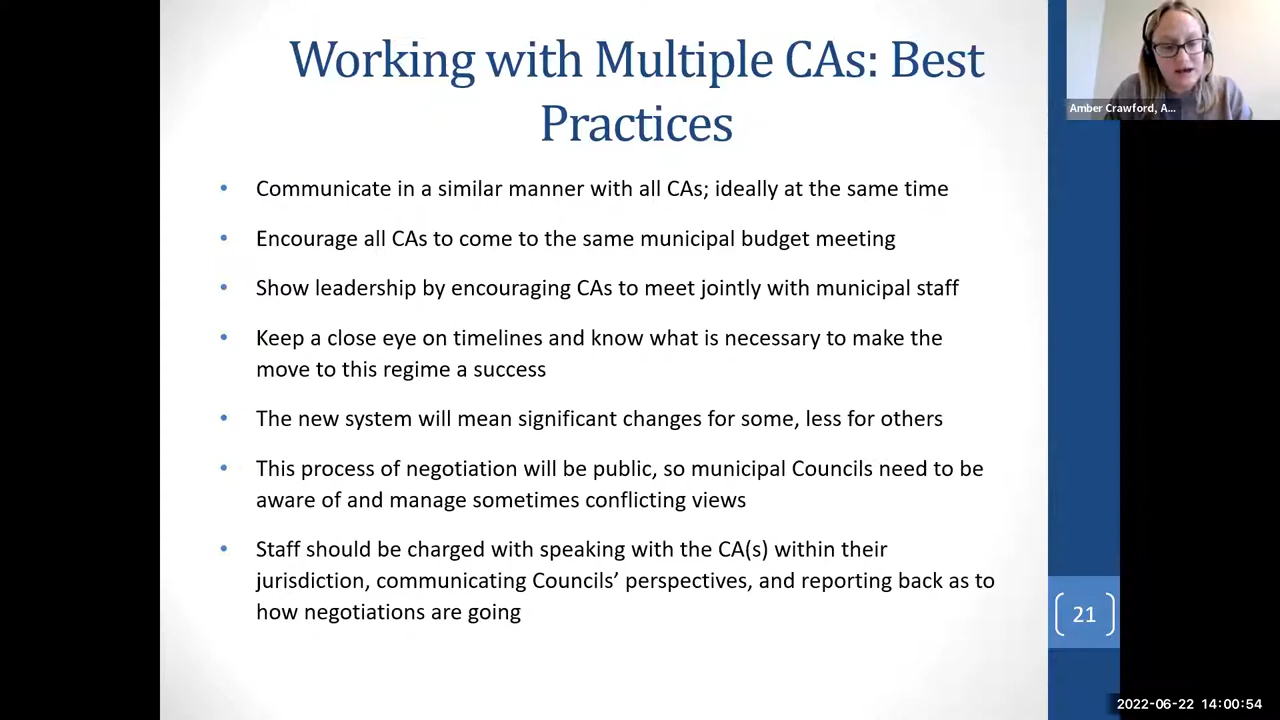 Working with Multiple CAs: Best
Practices
• Communicate in a similar manner with all CAs; ideally at the same time
• Encourage all CAs to come to the same municipal budget meeting
• Show leadership by encouraging CAs to meet jointly with municipal staff
• Keep a close eye on timelines and know what is necessary to make the
move to this regime a success
• The new system will mean significant changes for some, less for others
• This process of negotiation will be public, so municipal Councils need to be
aware of and manage sometimes conflicting views
• Staff should be charged with speaking with the CA(s) within their
jurisdiction, communicating Councils’ perspectives, and reporting back as to
how negotiations are going
Amber Crawford, A...
21
2022-06-22 14:00:54